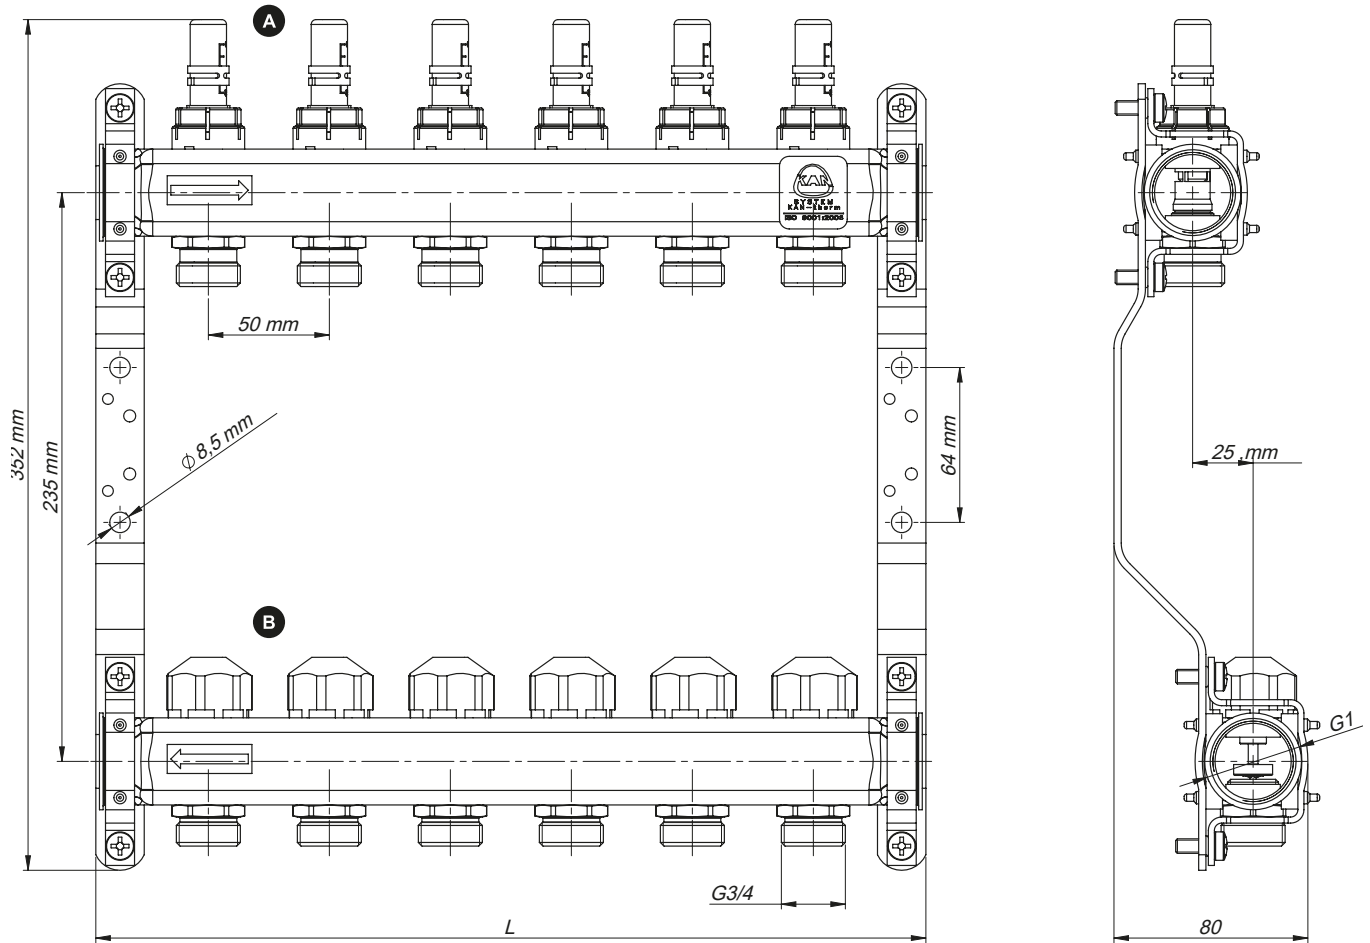 A
KAN
SYSTEM
KAN-therm
ISO 9001:2008
50 mm
352 mm
235 mm
ϕ 8,5 mm
64 mm
25 mm
B
G1
G3/4
L
80